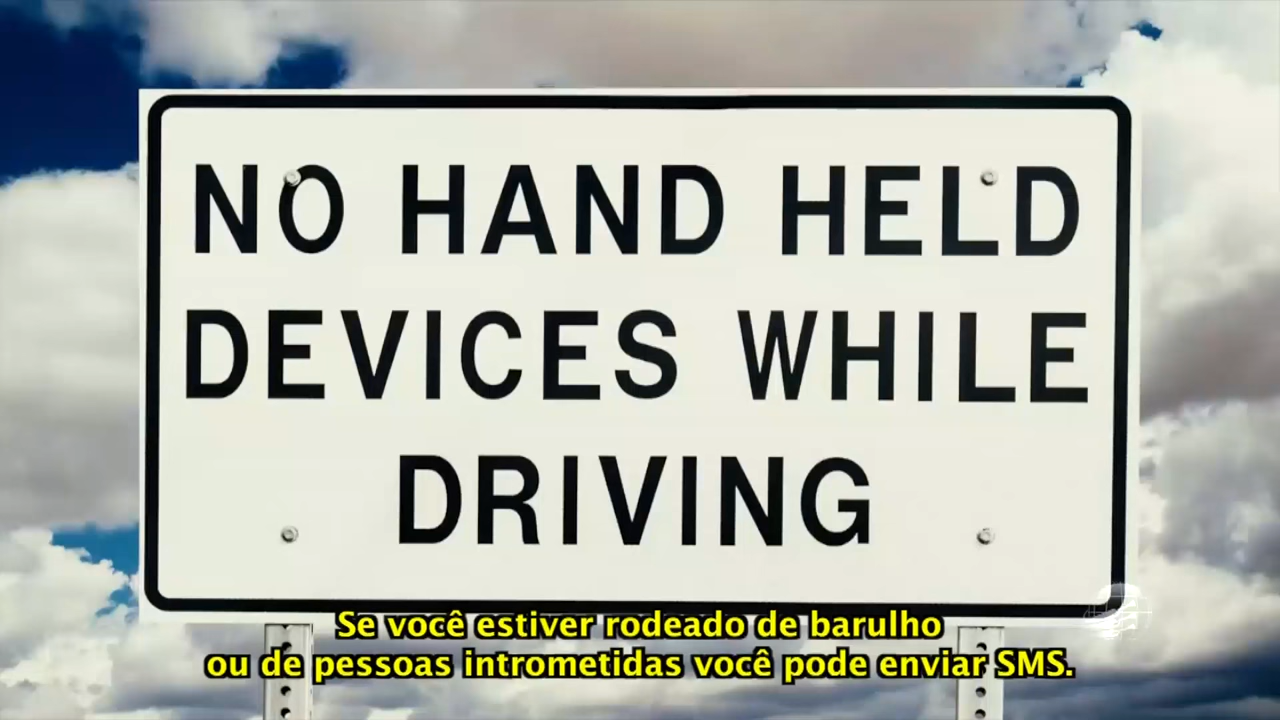 NO HAND HELD
DEVICES WHILE
DRIVING
Se você estiver rodeado de barulho
ou de pessoas intrometidas você pode enviar SMS.